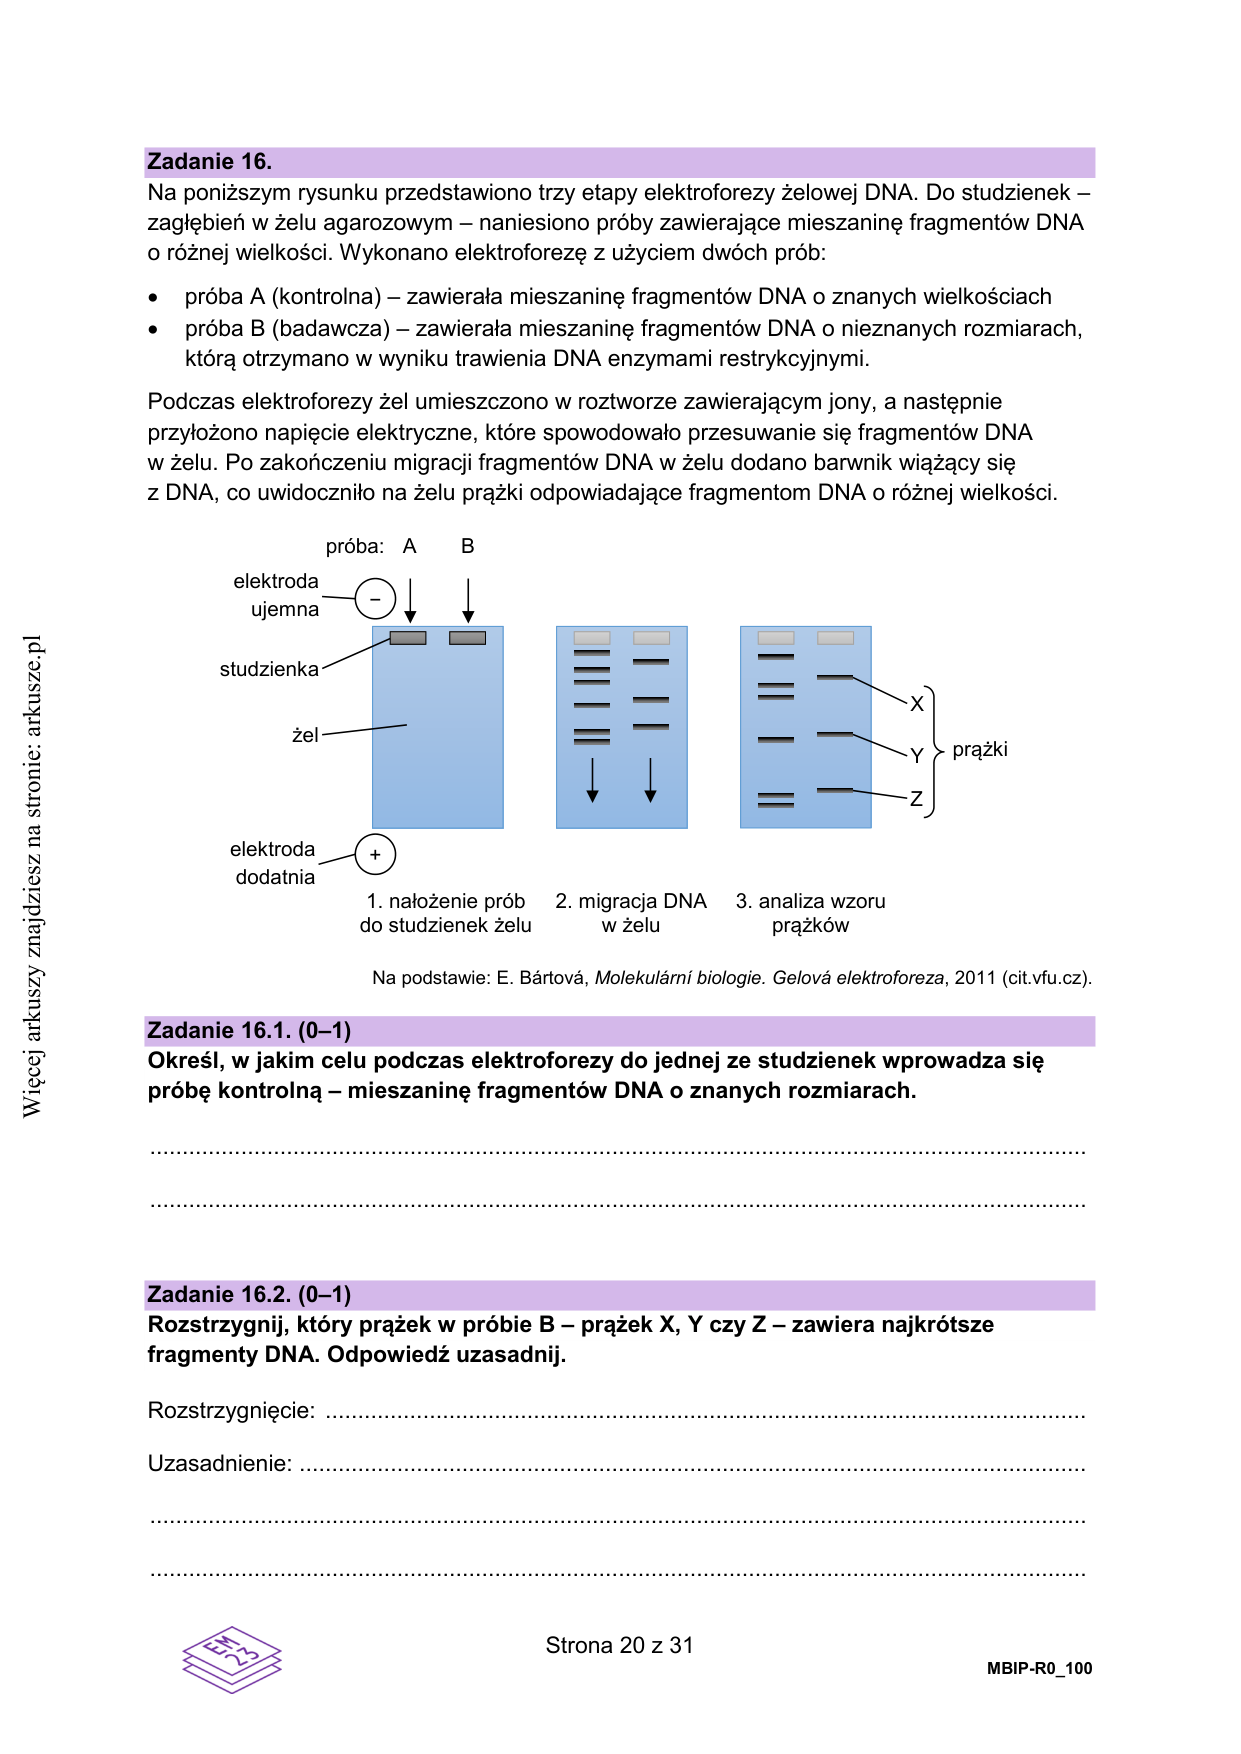 Zadanie 16.
Na poniższym rysunku przedstawiono trzy etapy elektroforezy żelowej DNA. Do studzienek –
zagłębień w żelu agarozowym – naniesiono próby zawierające mieszaninę fragmentów DNA
o różnej wielkości. Wykonano elektroforezę z użyciem dwóch prób:
• próba A (kontrolna) – zawierała mieszaninę fragmentów DNA o znanych wielkościach
• próba B (badawcza) – zawierała mieszaninę fragmentów DNA o nieznanych rozmiarach,
którą otrzymano w wyniku trawienia DNA enzymami restrykcyjnymi.
Podczas elektroforezy żel umieszczono w roztworze zawierającym jony, a następnie
przyłożono napięcie elektryczne, które spowodowało przesuwanie się fragmentów DNA
w żelu. Po zakończeniu migracji fragmentów DNA w żelu dodano barwnik wiążący się
z DNA, co uwidoczniło na żelu prążki odpowiadające fragmentom DNA o różnej wielkości.
próba: A B
elektroda
ujemna
–
studzienka
żel
X
Y
Z
prążki
elektroda
dodatnia
+
1. nałożenie prób
do studzienek żelu
2. migracja DNA
w żelu
3. analiza wzoru
prążków
Na podstawie: E. Bártová, Molekulární biologie. Gelová elektroforeza, 2011 (cit.vfu.cz).
Zadanie 16.1. (0–1)
Określ, w jakim celu podczas elektroforezy do jednej ze studzienek wprowadza się
próbę kontrolną – mieszaninę fragmentów DNA o znanych rozmiarach.
Zadanie 16.2. (0–1)
Rozstrzygnij, który prążek w próbie B – prążek X, Y czy Z – zawiera najkrótsze
fragmenty DNA. Odpowiedź uzasadnij.
Rozstrzygnięcie: ....................
Uzasadnienie: ....................
EM
23
Strona 20 z 31
MBIP-R0_100
Więcej arkuszy znajdziesz na stronie: arkusze.pl